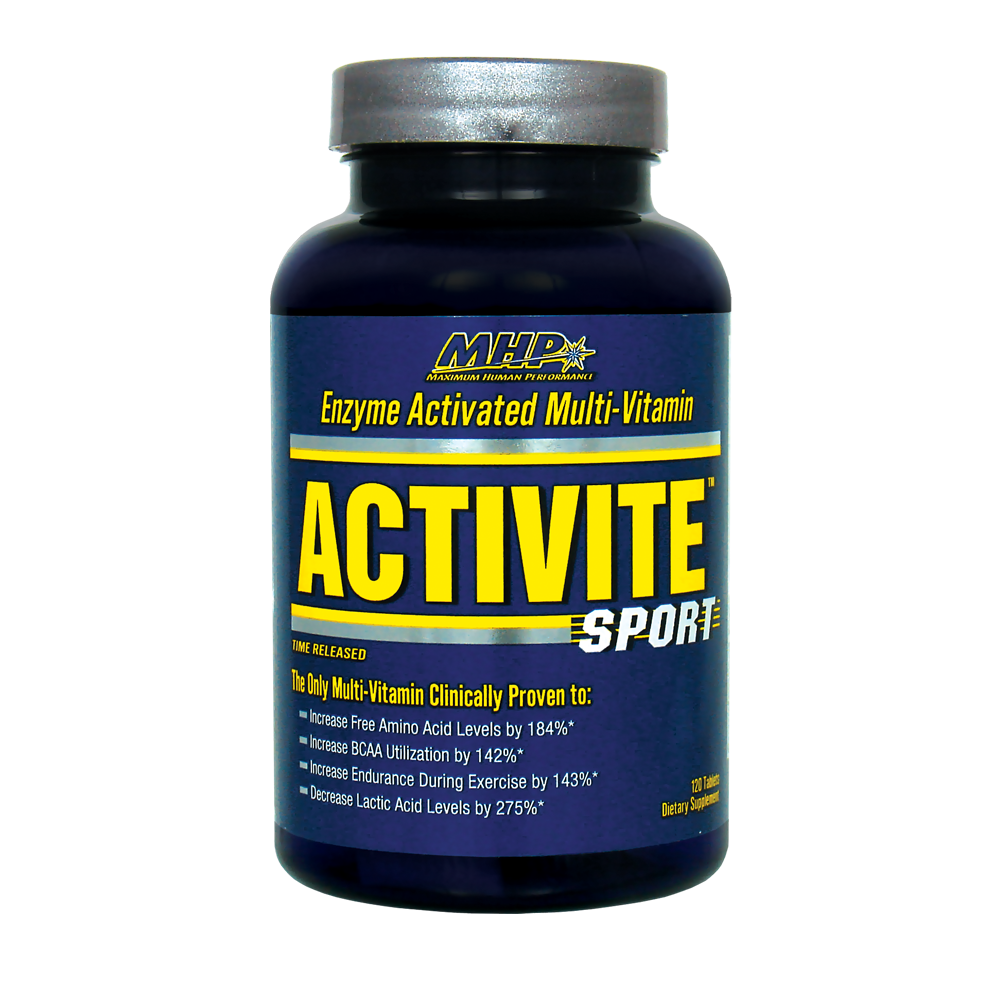 MHP
MAXIMUM HUMAN PERFORMANCE
Enzyme Activated Multi-Vitamin
ACTIVITE™
SPORT
TIME RELEASED
The Only Multi-Vitamin Clinically Proven to:
Increase Free Amino Acid Levels by 184%*
Increase BCAA Utilization by 142%*
Increase Endurance During Exercise by 143%*
Decrease Lactic Acid Levels by 275%*
120 Tablets
Dietary Supplement